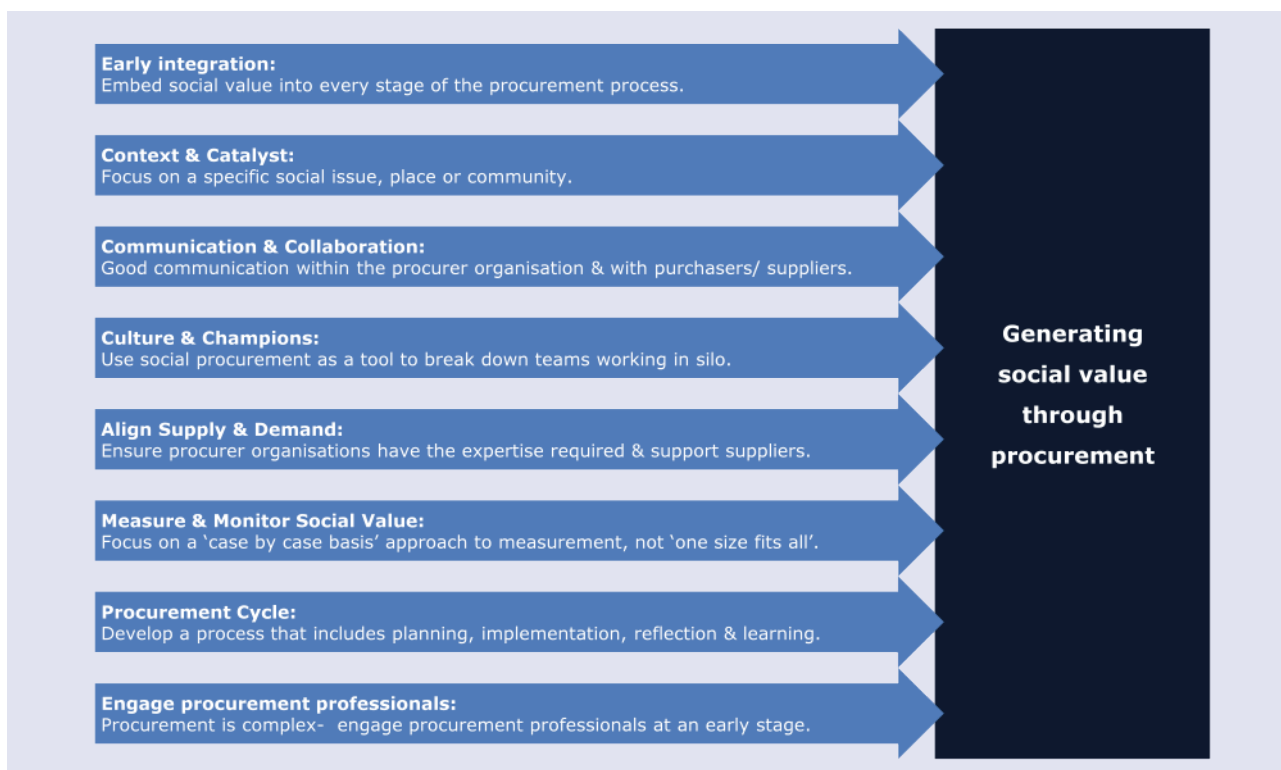 Early integration:
Embed social value into every stage of the procurement process.
Context & Catalyst:
Focus on a specific social issue, place or community.
Communication & Collaboration:
Good communication within the procurer organisation & with purchasers/ suppliers.
Culture & Champions:
Use social procurement as a tool to break down teams working in silo.
Align Supply & Demand:
Ensure procurer organisations have the expertise required & support suppliers.
Measure & Monitor Social Value:
Focus on a ‘case by case basis’ approach to measurement, not ‘one size fits all’.
Procurement Cycle:
Develop a process that includes planning, implementation, reflection & learning.
Engage procurement professionals:
Procurement is complex-  engage procurement professionals at an early stage.
Generating
social value
through
procurement